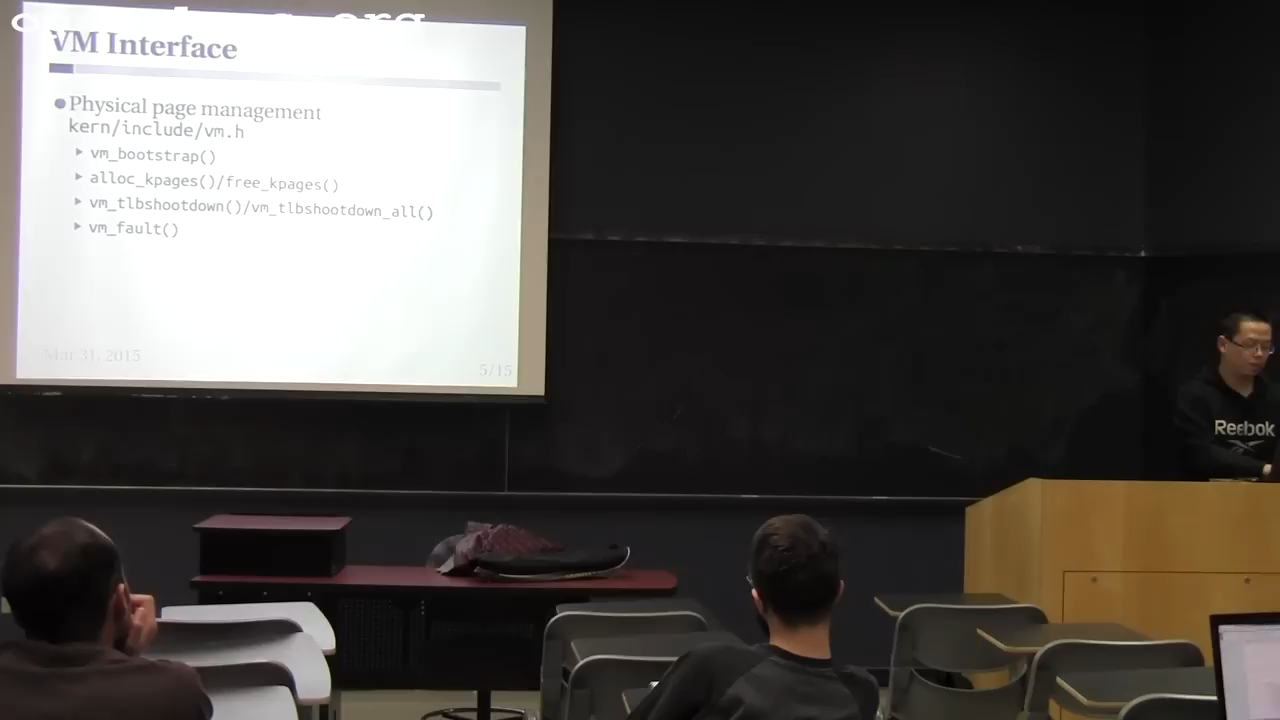 VM Interface
Physical page management
kern/include/vm.h
vm_bootstrap()
alloc_kpages()/free_kpages()
vm_tlbshootdown()/vm_tlbshootdown_all()
vm_fault()
Mar 31, 2015
5/15
Reebok